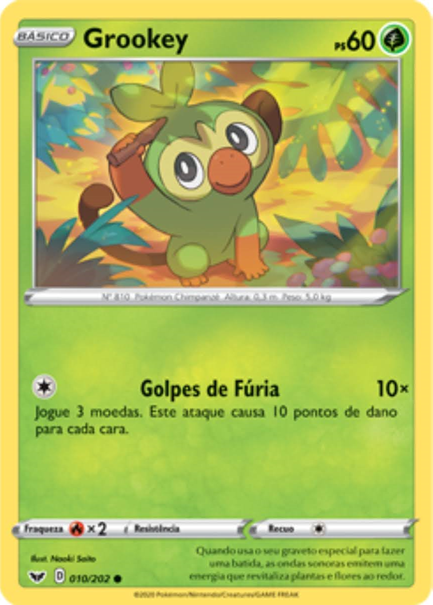 BÁSICO Grookey PS60
Nº 810 Pokémon Chimpanzé Altura: 0,3 m Peso: 5,0 kg
Golpes de Fúria 10×
Jogue 3 moedas. Este ataque causa 10 pontos de dano
para cada cara.
Fraqueza ×2 Resistência Recuo
Ilust. Naoki Saito
Quando usa o seu graveto especial para fazer
uma batida, as ondas sonoras emitem uma
energia que revitaliza plantas e flores ao redor.
D 010/202
©2020 Pokémon/Nintendo/Creatures/GAME FREAK